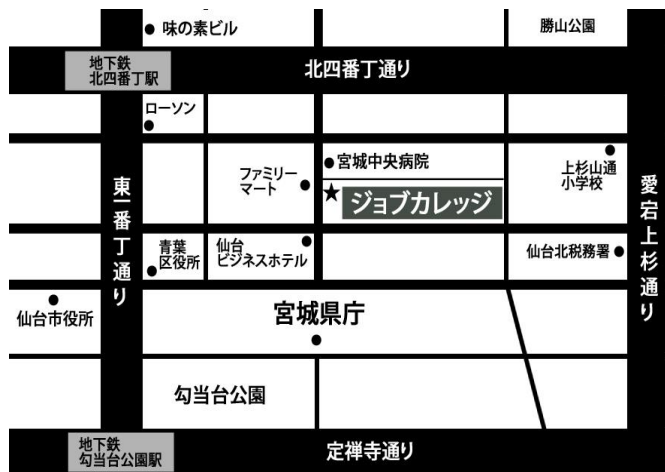 味の素ビル
勝山公園
地下鉄
北四番丁駅
北四番丁通り
ローソン
宮城中央病院
上杉山通
小学校
ファミリー
マート
ジョブカレッジ
東一番丁通り
愛宕上杉通り
青葉
区役所
仙台
ビジネスホテル
仙台北税務署
仙台市役所
宮城県庁
勾当台公園
地下鉄
勾当台公園駅
定禅寺通り